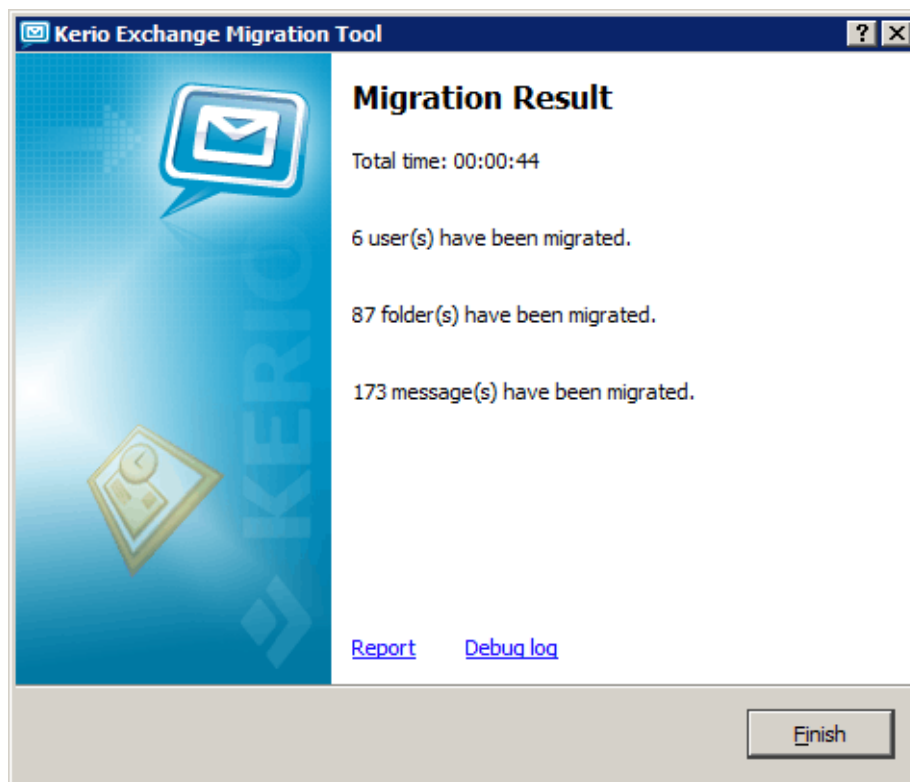 Kerio Exchange Migration Tool
Migration Result
Total time: 00:00:44
6 user(s) have been migrated.
87 folder(s) have been migrated.
173 message(s) have been migrated.
KERIO
Report Debug log
Finish